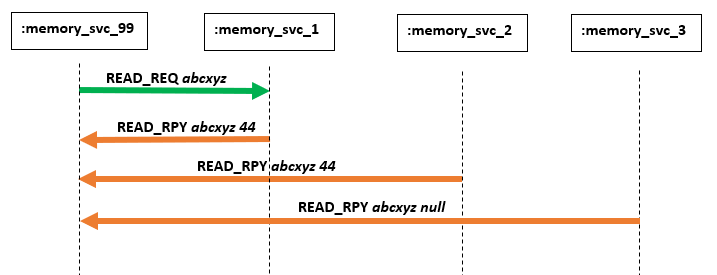 :memory_svc_99
:memory_svc_1
:memory_svc_2
:memory_svc_3
READ_REQ abcxyz
READ_RPY abcxyz 44
READ_RPY abcxyz 44
READ_RPY abcxyz null